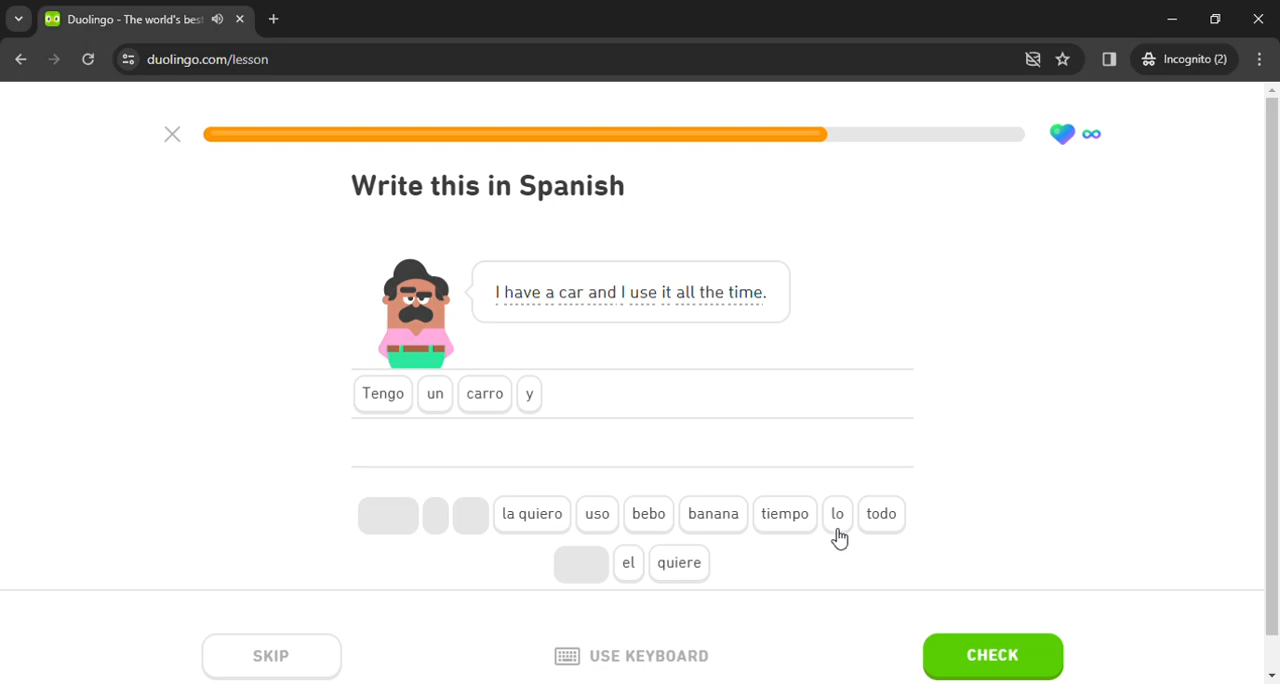 Duolingo - The world's bes
duolingo.com/lesson
Incognito (2)
Write this in Spanish
I have a car and I use it all the time.
Tengo un carro y
la quiero uso bebo banana tiempo lo todo
el quiere
SKIP USE KEYBOARD CHECK